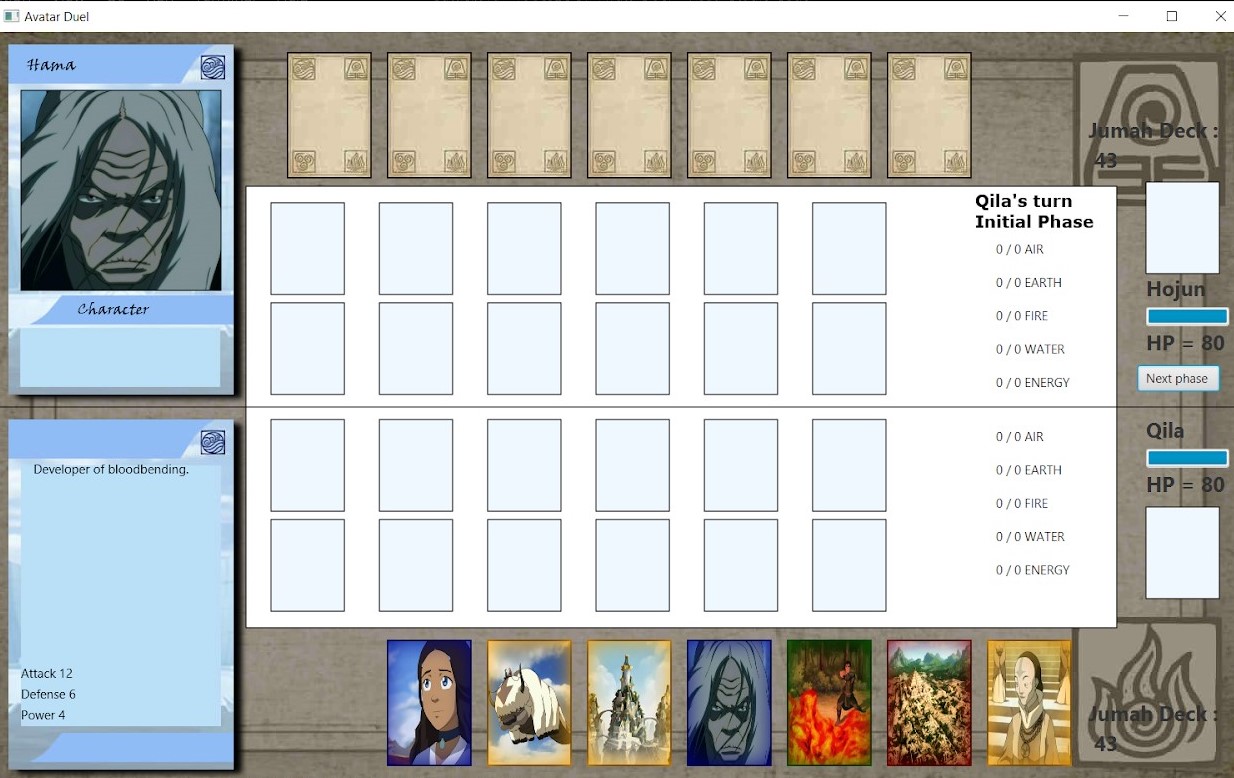 Avatar Duel
Hama
Character
Developer of bloodbending.
Attack 12
Defense 6
Power 4
Qila's turn
Initial Phase
0 / 0 AIR
0 / 0 EARTH
0 / 0 FIRE
0 / 0 WATER
0 / 0 ENERGY
0 / 0 AIR
0 / 0 EARTH
0 / 0 FIRE
0 / 0 WATER
0 / 0 ENERGY
Jumah Deck :
43
Hojun
HP = 80
Next phase
Qila
HP = 80
Jumah Deck :
43